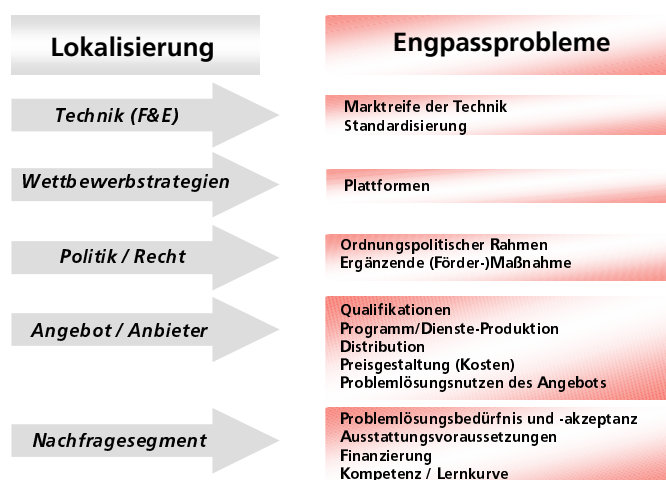 Lokalisierung
Engpassprobleme
Technik (F&E)
Marktreife der Technik
Standardisierung
Wettbewerbstrategien
Plattformen
Politik / Recht
Ordnungspolitischer Rahmen
Ergänzende (Förder-)Maßnahme
Angebot / Anbieter
Qualifikationen
Programm/Dienste-Produktion
Distribution
Preisgestaltung (Kosten)
Problemlösungsnutzen des Angebots
Nachfragesegment
Problemlösungsbedürfnis und -akzeptanz
Ausstattungsvoraussetzungen
Finanzierung
Kompetenz / Lernkurve